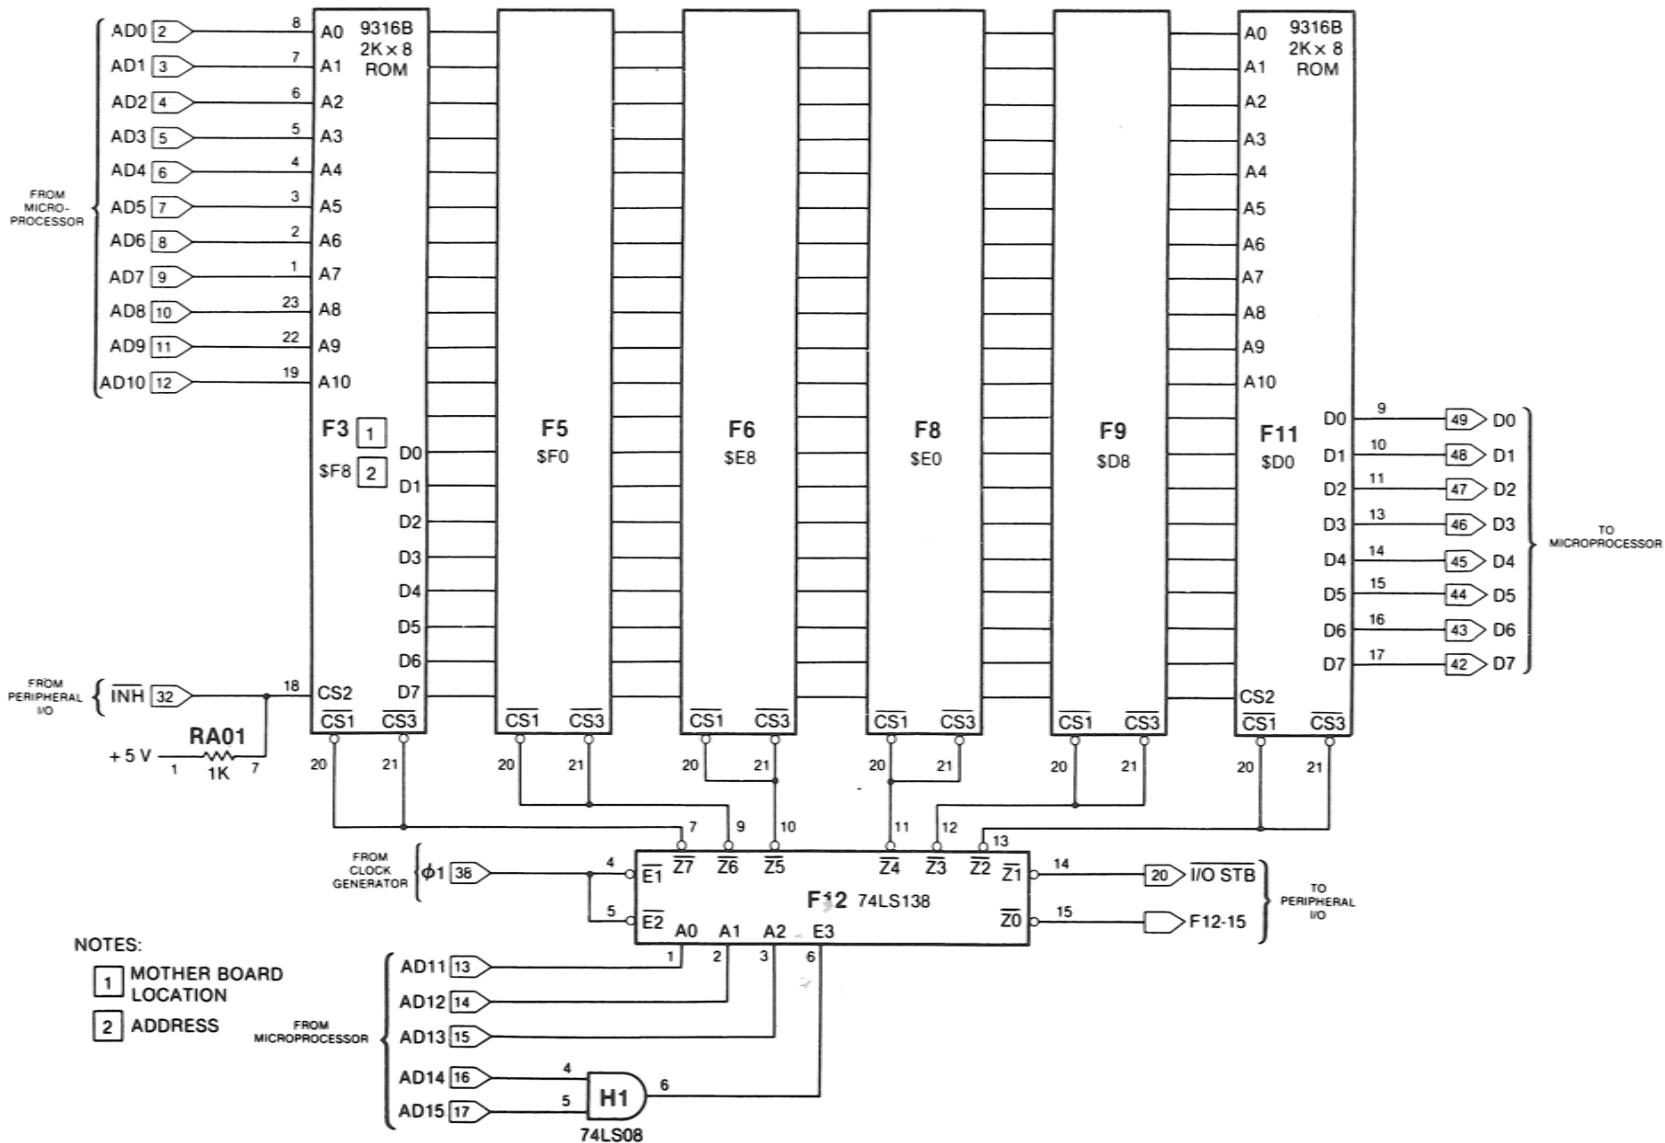 FROM
MICRO-
PROCESSOR
AD0 2 8 A0
AD1 3 7 A1
AD2 4 6 A2
AD3 5 5 A3
AD4 6 4 A4
AD5 7 3 A5
AD6 8 2 A6
AD7 9 1 A7
AD8 10 23 A8
AD9 11 22 A9
AD10 12 19 A10
9316B
2K × 8
ROM
F3 1
$F8 2
D0
D1
D2
D3
D4
D5
D6
D7
FROM
PERIPHERAL
I/O
INH 32 18 CS2
+5 V 1 RA01 7
1K
CS1 CS3
20 21
F5
$F0
CS1 CS3
20 21
F6
$E8
CS1 CS3
20 21
F8
$E0
CS1 CS3
20 21
F9
$D8
CS1 CS3
20 21
9316B
2K × 8
ROM
A0
A1
A2
A3
A4
A5
A6
A7
A8
A9
A10
F11
$D0
D0 9 49 D0
D1 10 48 D1
D2 11 47 D2
D3 13 46 D3
D4 14 45 D4
D5 15 44 D5
D6 16 43 D6
D7 17 42 D7
TO
MICROPROCESSOR
CS2
CS1 CS3
20 21
7 9 10 11 12 13
Z7 Z6 Z5 Z4 Z3 Z2
FROM
CLOCK
GENERATOR
ϕ1 38 4 E1
5 E2
F12 74LS138
Z1 14 20 I/O STB
Z0 15 F12-15
TO
PERIPHERAL
I/O
A0 A1 A2 E3
1 2 3 6
FROM
MICROPROCESSOR
AD11 13
AD12 14
AD13 15
AD14 16 4
AD15 17 5
H1 6
74LS08
NOTES:
1 MOTHER BOARD
LOCATION
2 ADDRESS